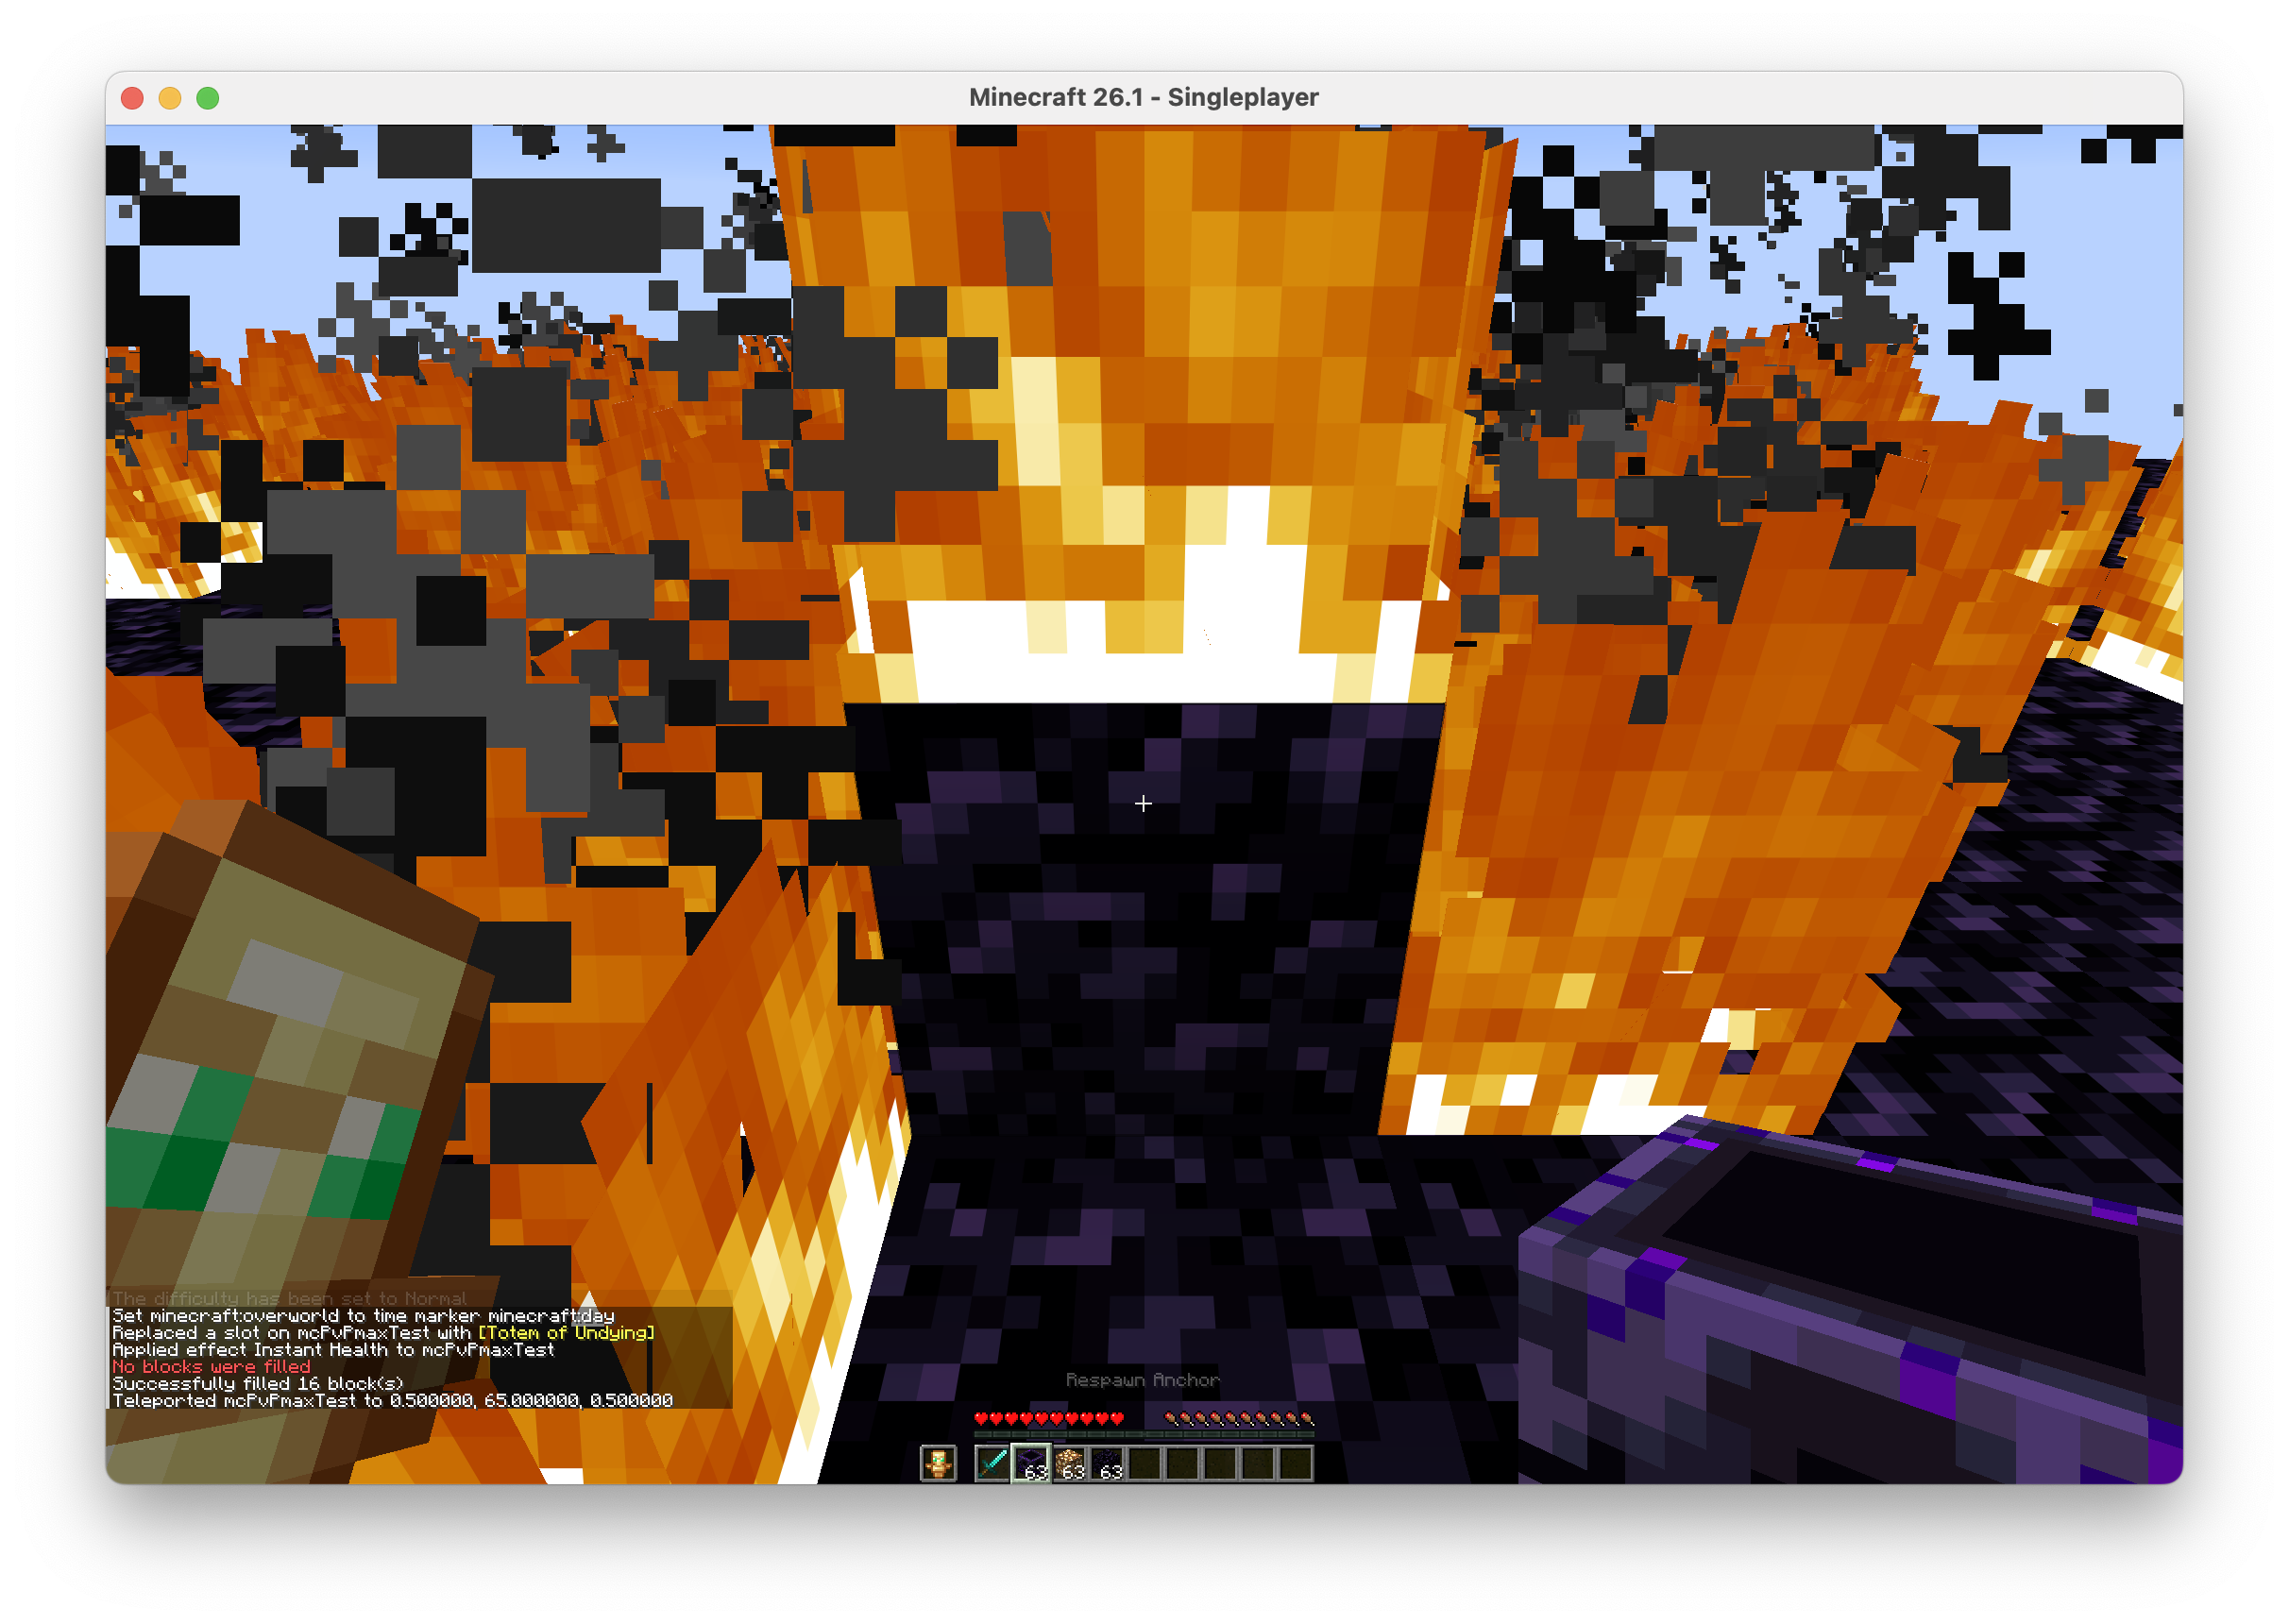 Minecraft 26.1 - Singleplayer
The difficulty has been set to Normal
Set minecraft:overworld to time marker minecraft:day
Replaced a slot on mcPvPmaxTest with [Totem of Undying]
Applied effect Instant Health to mcPvPmaxTest
No blocks were filled
Successfully filled 16 block(s)
Teleported mcPvPmaxTest to 0.500000, 65.000000, 0.500000
Respawn Anchor
63 63 63